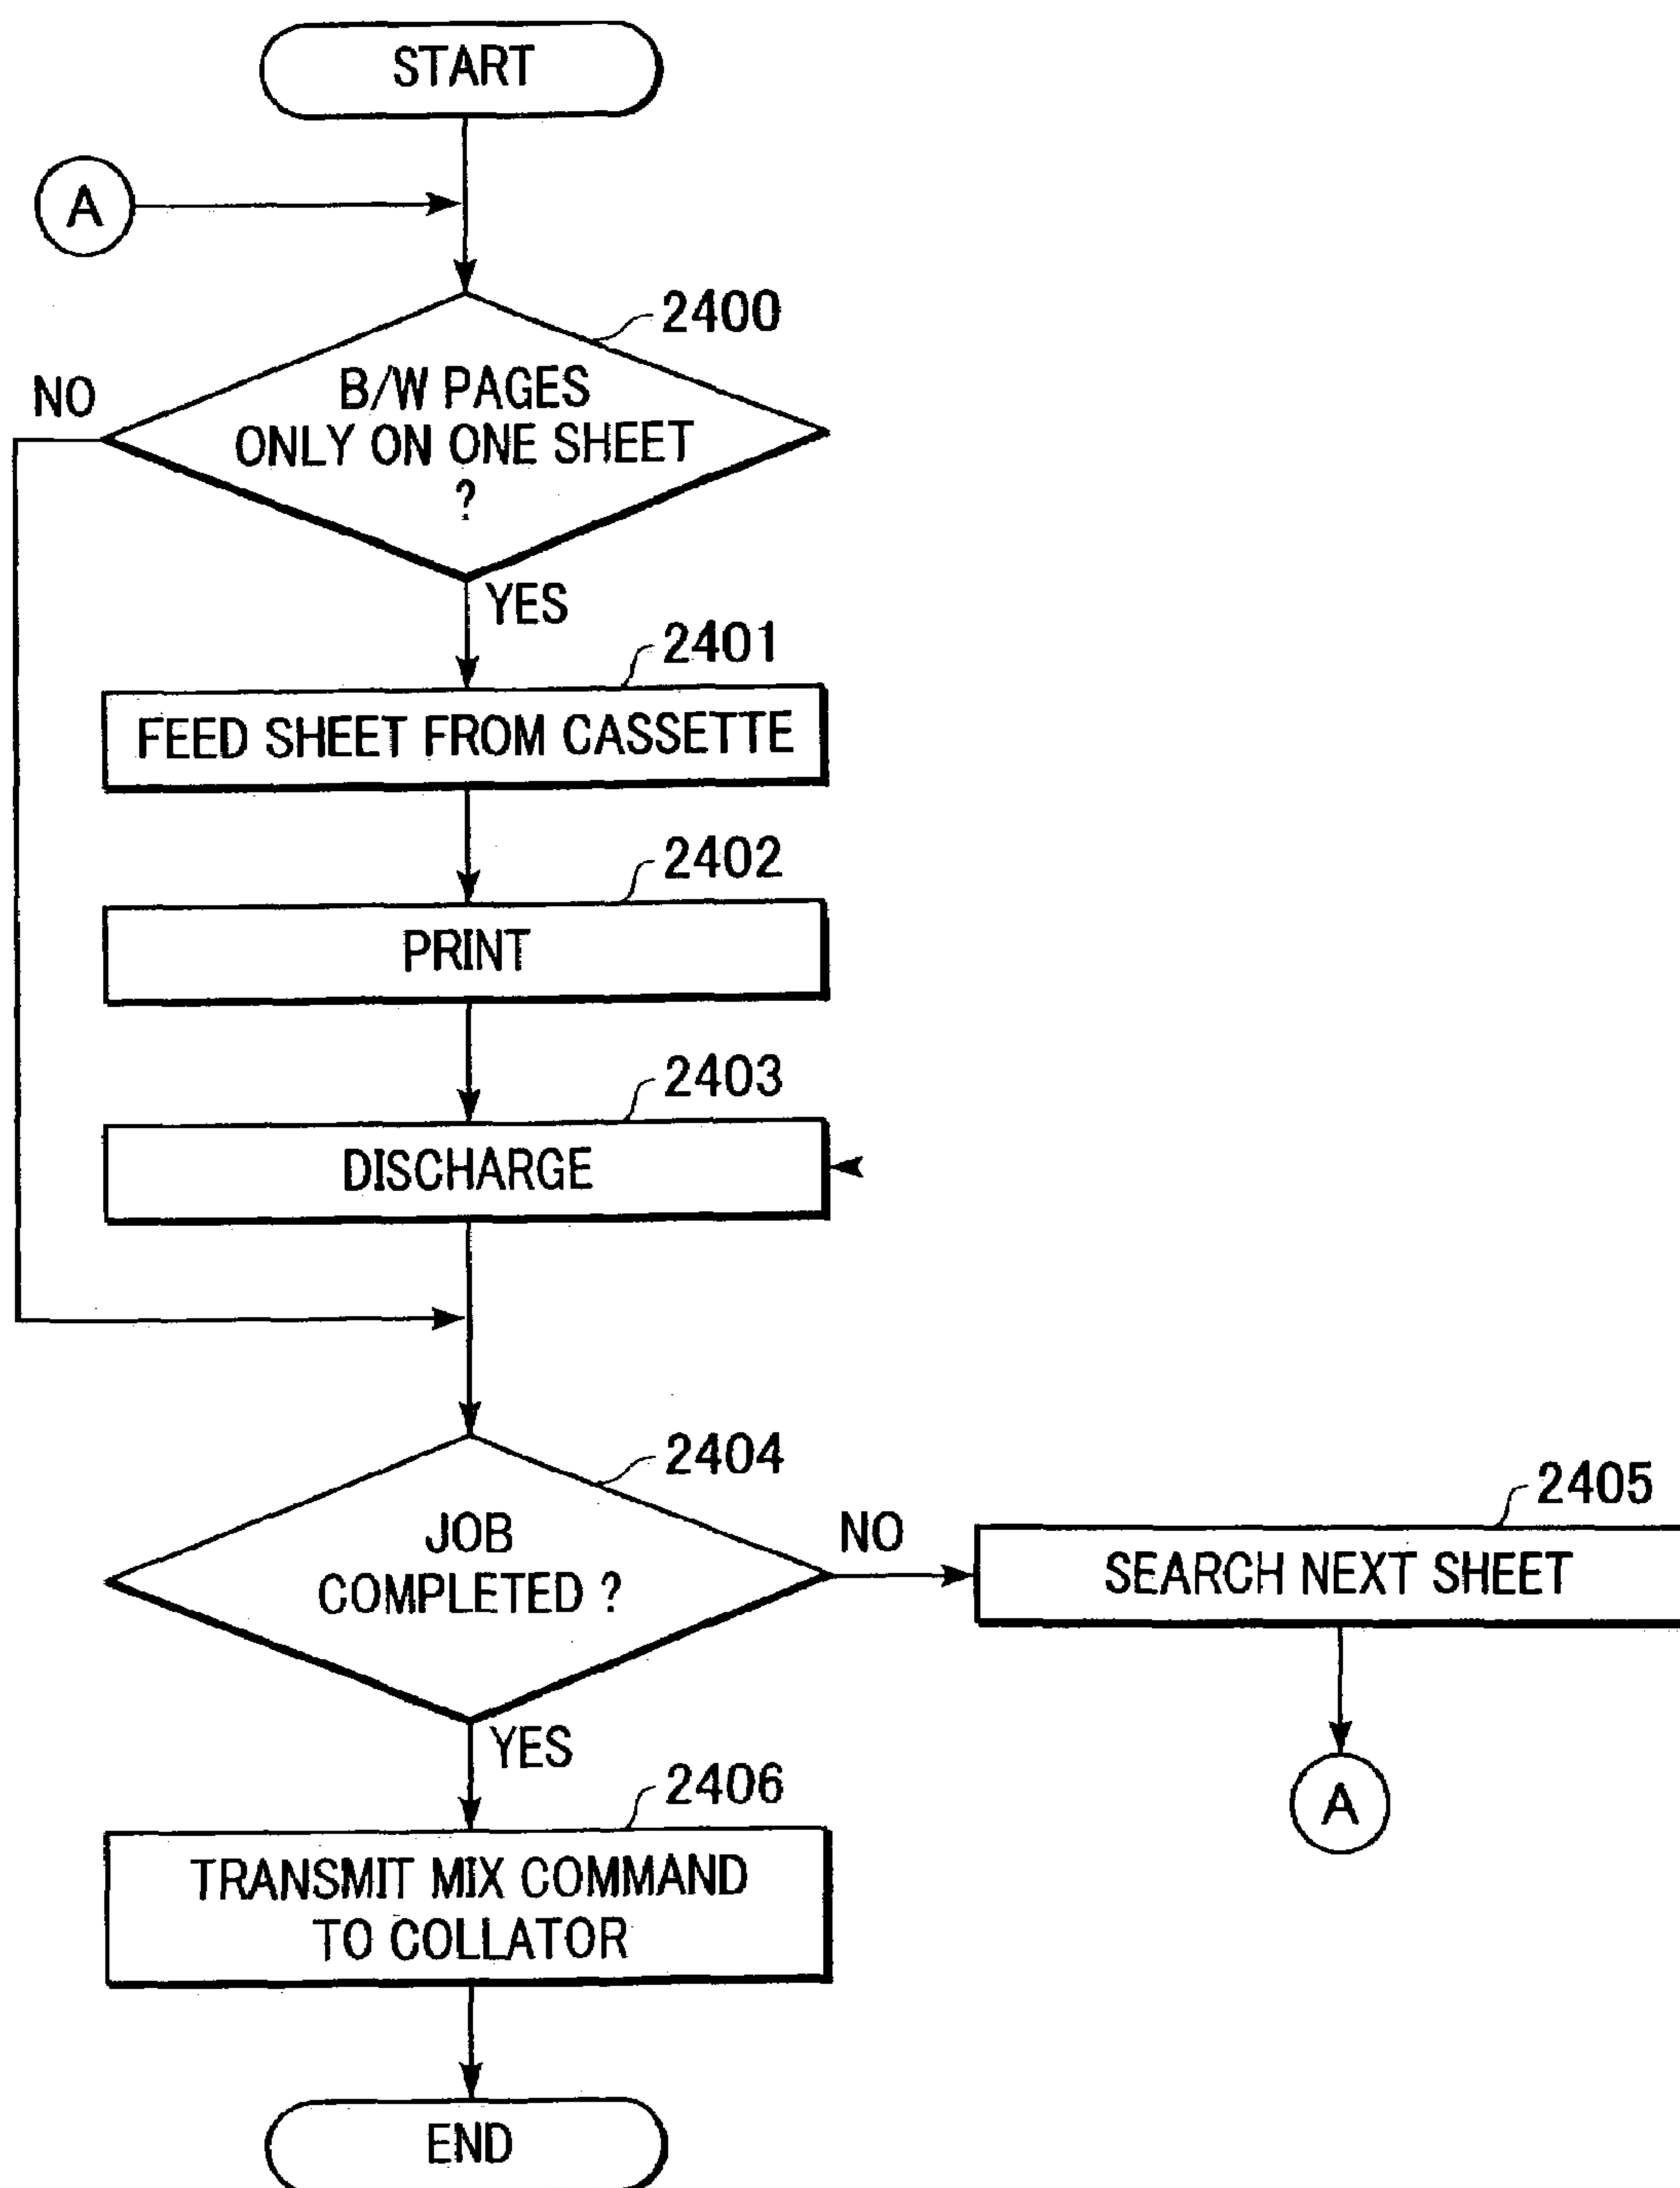 START
A
2400
NO
B/W PAGES
ONLY ON ONE SHEET
?
YES
2401
FEED SHEET FROM CASSETTE
2402
PRINT
2403
DISCHARGE
2404
JOB
COMPLETED ?
NO
2405
SEARCH NEXT SHEET
A
YES
2406
TRANSMIT MIX COMMAND
TO COLLATOR
END